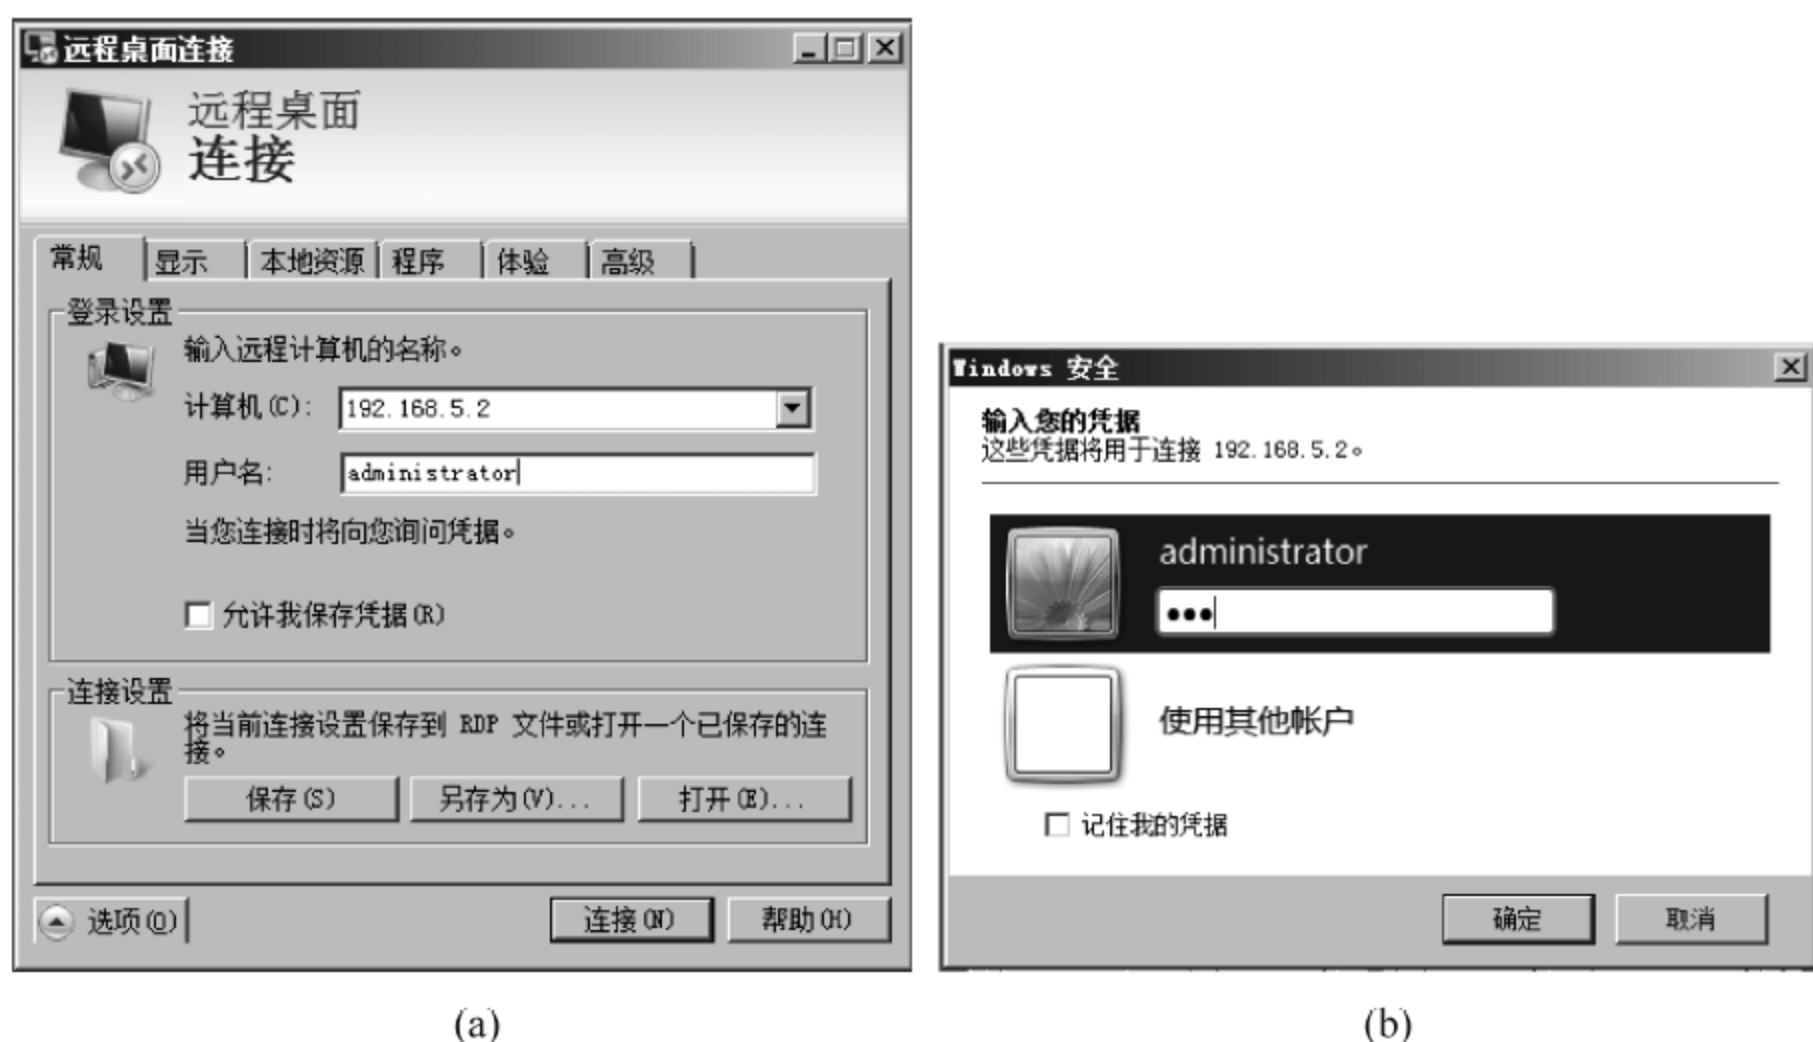 远程桌面连接
远程桌面
连接
常规 显示 本地资源 程序 体验 高级
登录设置
输入远程计算机的名称。
计算机(C): 192.168.5.2
用户名: administrator
当您连接时将向您询问凭据。
允许我保存凭据(R)
连接设置
将当前连接设置保存到 RDP 文件或打开一个已保存的连
接。
保存(S) 另存为(V)... 打开(E)...
选项(O) 连接(N) 帮助(H)
(a)
Windows 安全
输入您的凭据
这些凭据将用于连接 192.168.5.2。
administrator
使用其他帐户
记住我的凭据
确定 取消
(b)